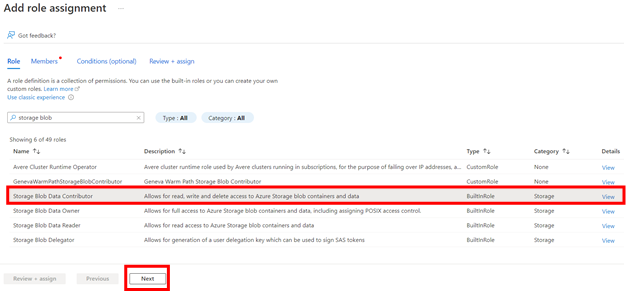 Add role assignment ...
Got feedback?
Role Members Conditions (optional) Review + assign
A role definition is a collection of permissions. You can use the built-in roles or you can create your own
custom roles. Learn more
Use classic experience
storage blob Type : All Category : All
Showing 6 of 49 roles
Name Description Type Category Details
Avere Cluster Runtime Operator Avere cluster runtime role used by Avere clusters running in subscriptions, for the purpose of failing over IP addresses, a... CustomRole None View
GenevaWarmPathStorageBlobContributor Geneva Warm Path Storage Blob Contributor CustomRole None View
Storage Blob Data Contributor Allows for read, write and delete access to Azure Storage blob containers and data BuiltInRole Storage View
Storage Blob Data Owner Allows for full access to Azure Storage blob containers and data, including assigning POSIX access control. BuiltInRole Storage View
Storage Blob Data Reader Allows for read access to Azure Storage blob containers and data BuiltInRole Storage View
Storage Blob Delegator Allows for generation of a user delegation key which can be used to sign SAS tokens BuiltInRole Storage View
Review + assign Previous Next